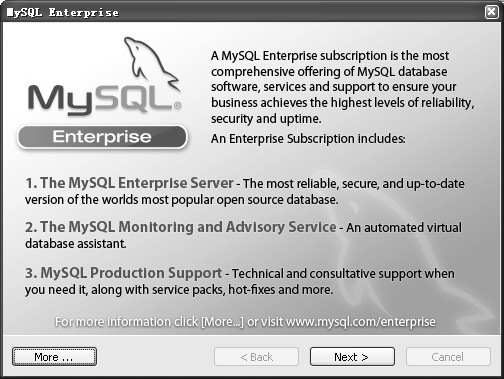 MySQL Enterprise
A MySQL Enterprise subscription is the most
comprehensive offering of MySQL database
software, services and support to ensure your
business achieves the highest levels of reliability,
security and uptime.
MySQL®
Enterprise
An Enterprise Subscription includes:
1. The MySQL Enterprise Server - The most reliable, secure, and up-to-date
version of the worlds most popular open source database.
2. The MySQL Monitoring and Advisory Service - An automated virtual
database assistant.
3. MySQL Production Support - Technical and consultative support when
you need it, along with service packs, hot-fixes and more.
For more information click [More...] or visit www.mysql.com/enterprise
More ...
< Back
Next >
Cancel